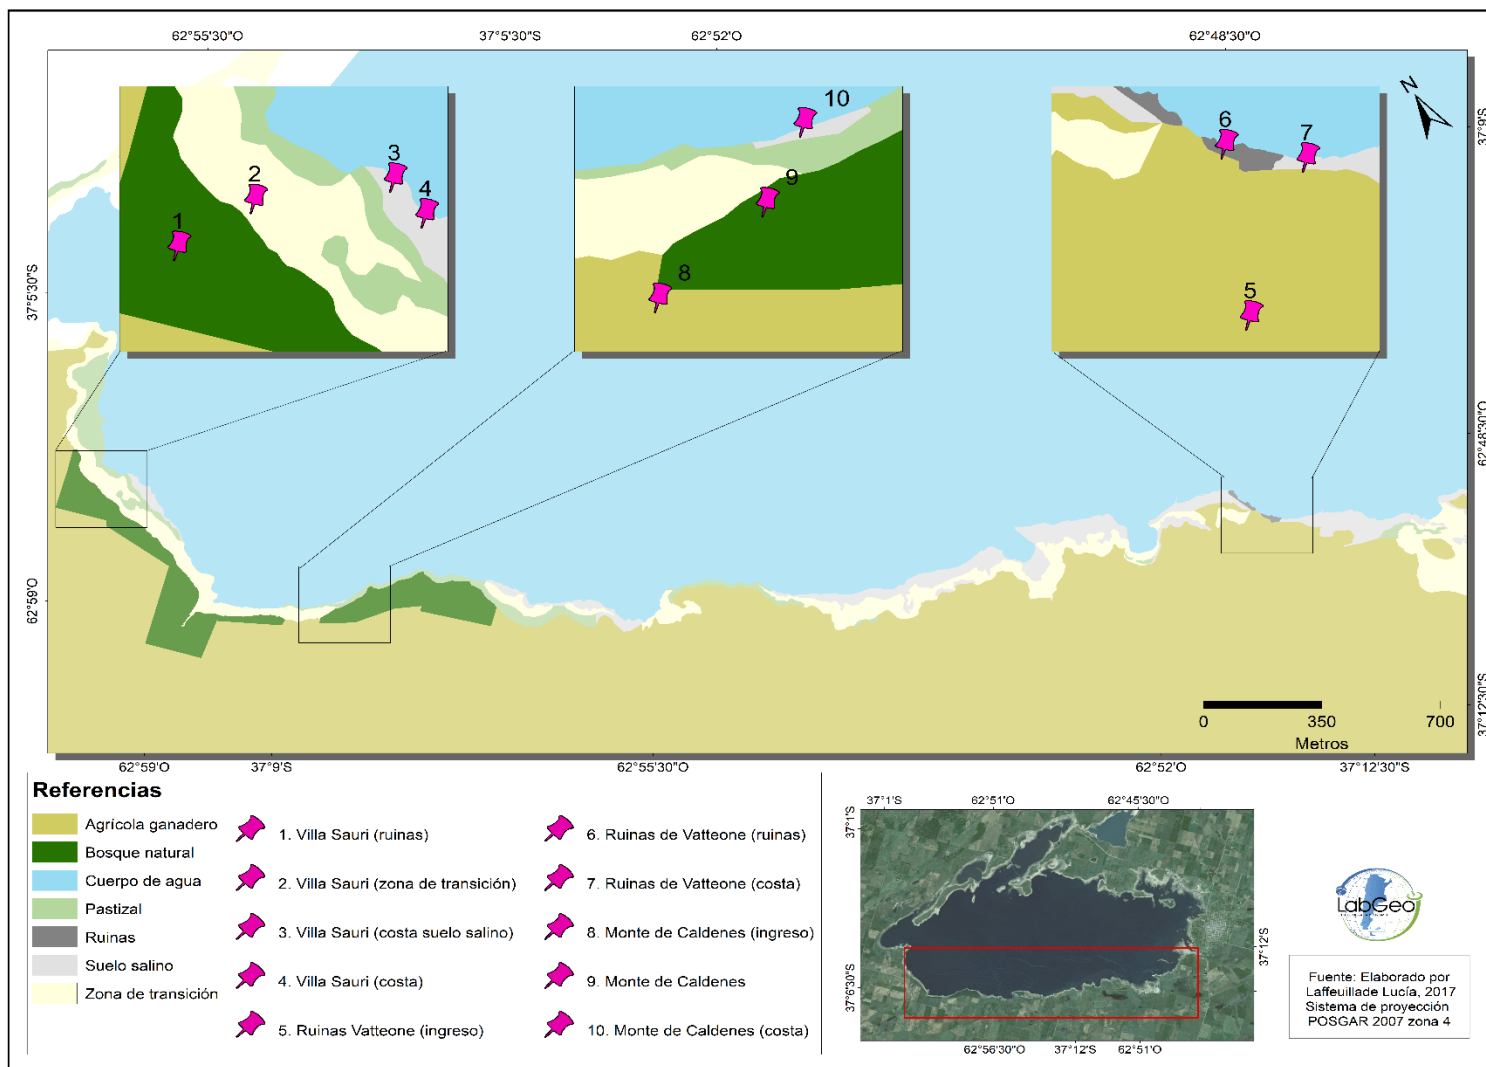 62°55'30"O
37°5'30"S
62°52'O
62°48'30"O
N
37°9'S
1
2
3
4
10
9
8
6
7
5
37°5'30"S
62°48'30"O
62°59'O
37°12'30"S
0 350 700
Metros
62°59'O
37°9'S
62°55'30"O
62°52'O
37°12'30"S
Referencias
Agrícola ganadero
Bosque natural
Cuerpo de agua
Pastizal
Ruinas
Suelo salino
Zona de transición
1. Villa Sauri (ruinas)
2. Villa Sauri (zona de transición)
3. Villa Sauri (costa suelo salino)
4. Villa Sauri (costa)
5. Ruinas Vatteone (ingreso)
6. Ruinas de Vatteone (ruinas)
7. Ruinas de Vatteone (costa)
8. Monte de Caldenes (ingreso)
9. Monte de Caldenes
10. Monte de Caldenes (costa)
37°1'S
62°51'O
62°45'30"O
37°1'S
37°6'30"S
37°12'S
62°56'30"O
37°12'S
62°51'O
LabGeo
Fuente: Elaborado por
Laffeuillade Lucía, 2017
Sistema de proyección
POSGAR 2007 zona 4